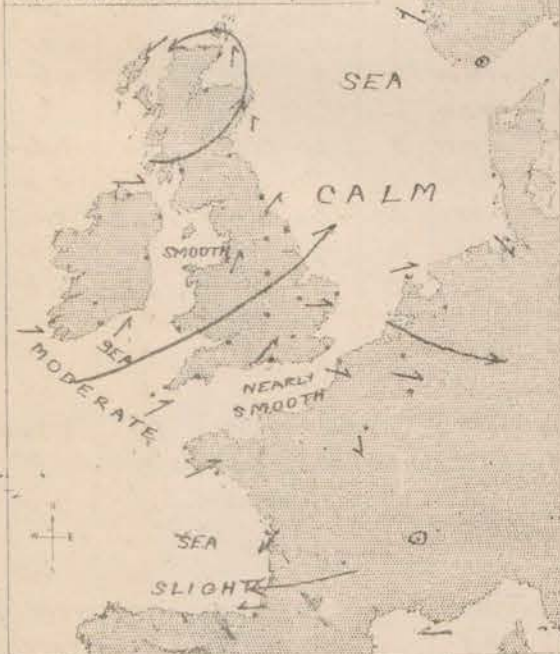 SEA
CALM
SMOOTH
SEA
MODERATE
NEARLY
SMOOTH
SEA
SLIGHT